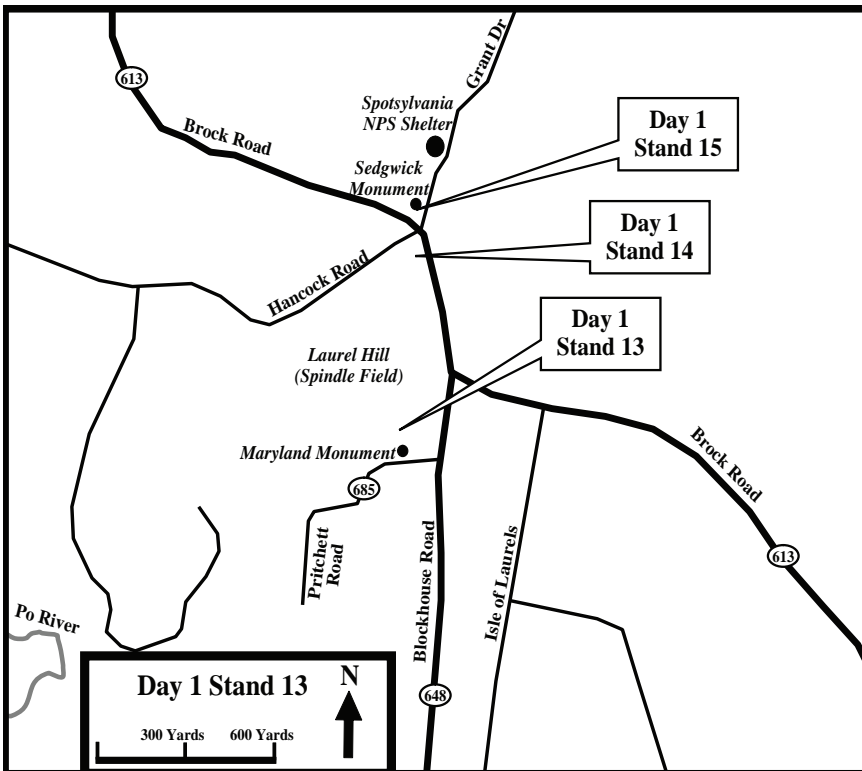 Grant Dr
613
Spotsylvania
NPS Shelter
Day 1
Stand 15
Brock Road
Sedgwick
Monument
Day 1
Stand 14
Hancock Road
Day 1
Stand 13
Laurel Hill
(Spindle Field)
Maryland Monument
685
Brock Road
Pritchett
Road
Blockhouse Road
Isle of Laurels
613
Po River
Day 1 Stand 13
N
648
300 Yards
600 Yards